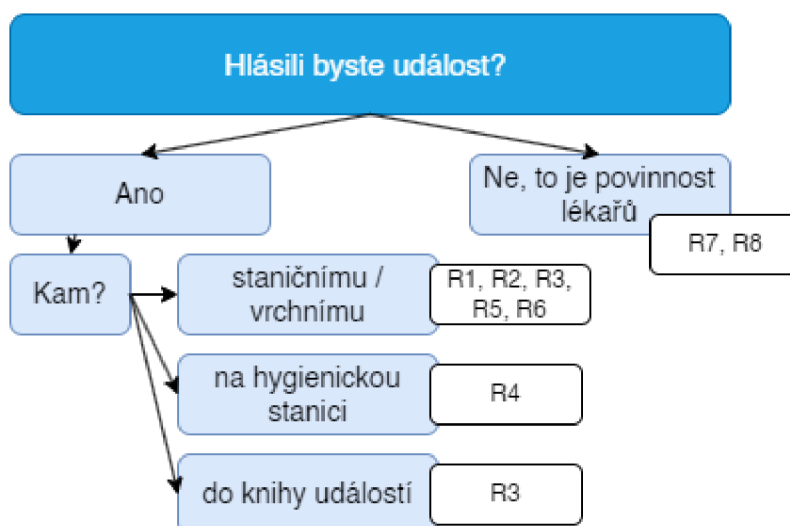 Hlásili byste událost?
Ano
Ne, to je povinnost
lékařů
R7, R8
Kam?
staničnímu /
vrchnímu
R1, R2, R3,
R5, R6
na hygienickou
stanici
R4
do knihy událostí
R3